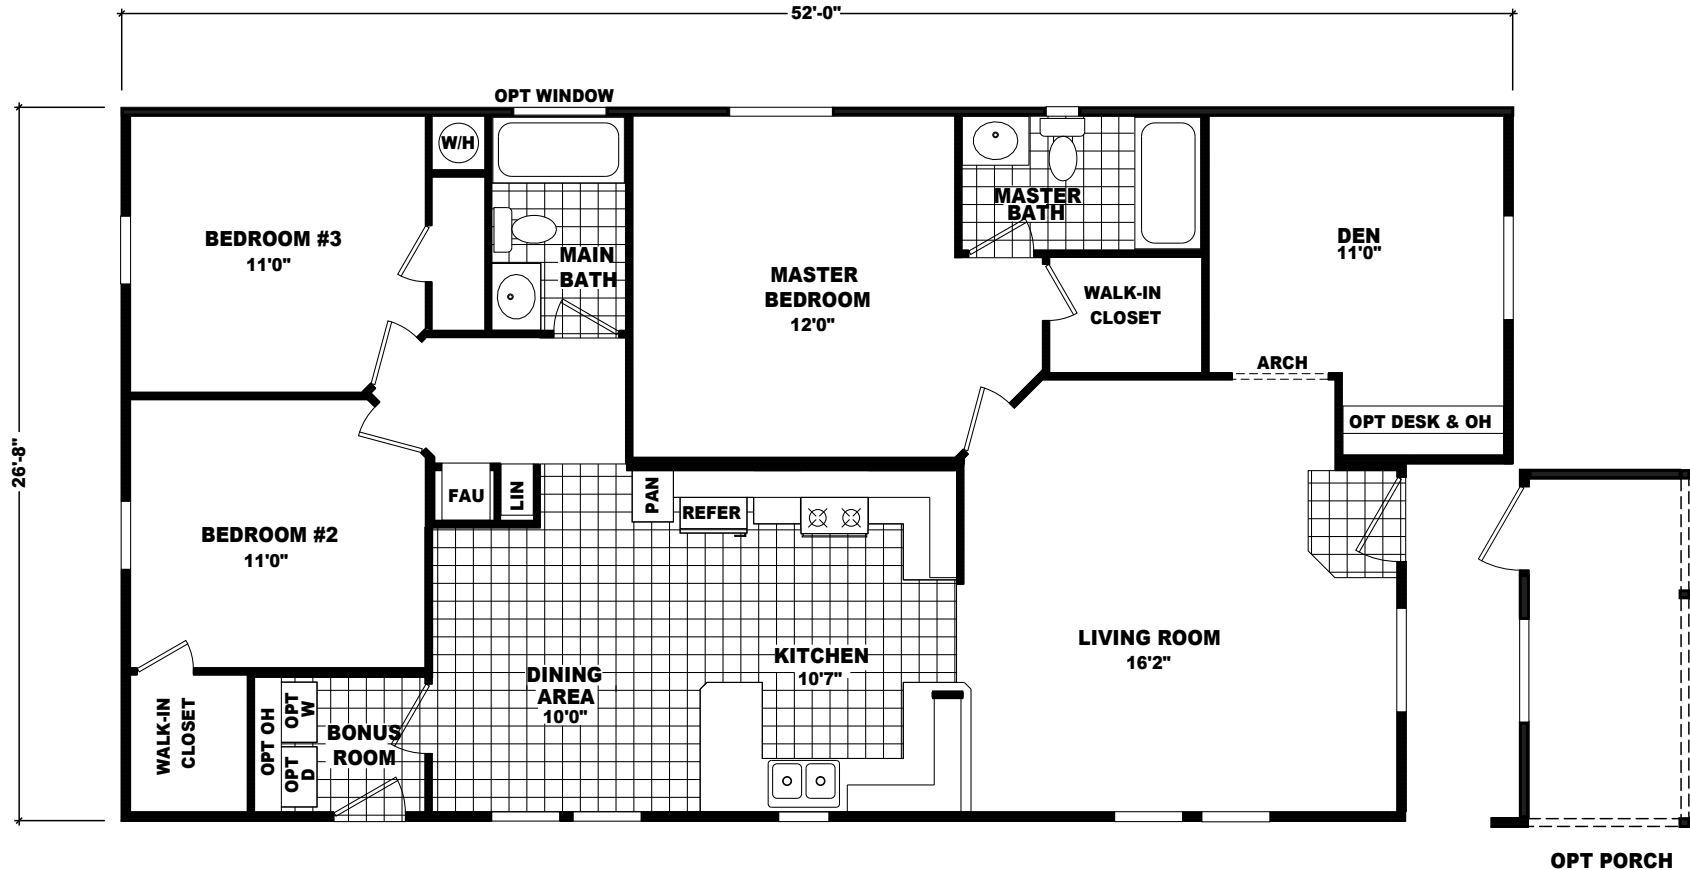 52'-0"
OPT WINDOW
W/H
BEDROOM #3
11'0"
MAIN
BATH
MASTER
BEDROOM
12'0"
MASTER
BATH
WALK-IN
CLOSET
DEN
11'0"
ARCH
OPT DESK & OH
26'-8"
FAU
LIN
PAN
REFER
BEDROOM #2
11'0"
LIVING ROOM
16'2"
KITCHEN
10'7"
DINING
AREA
10'0"
WALK-IN
CLOSET
OPT OH
OPT
W
OPT
D
BONUS
ROOM
OPT PORCH